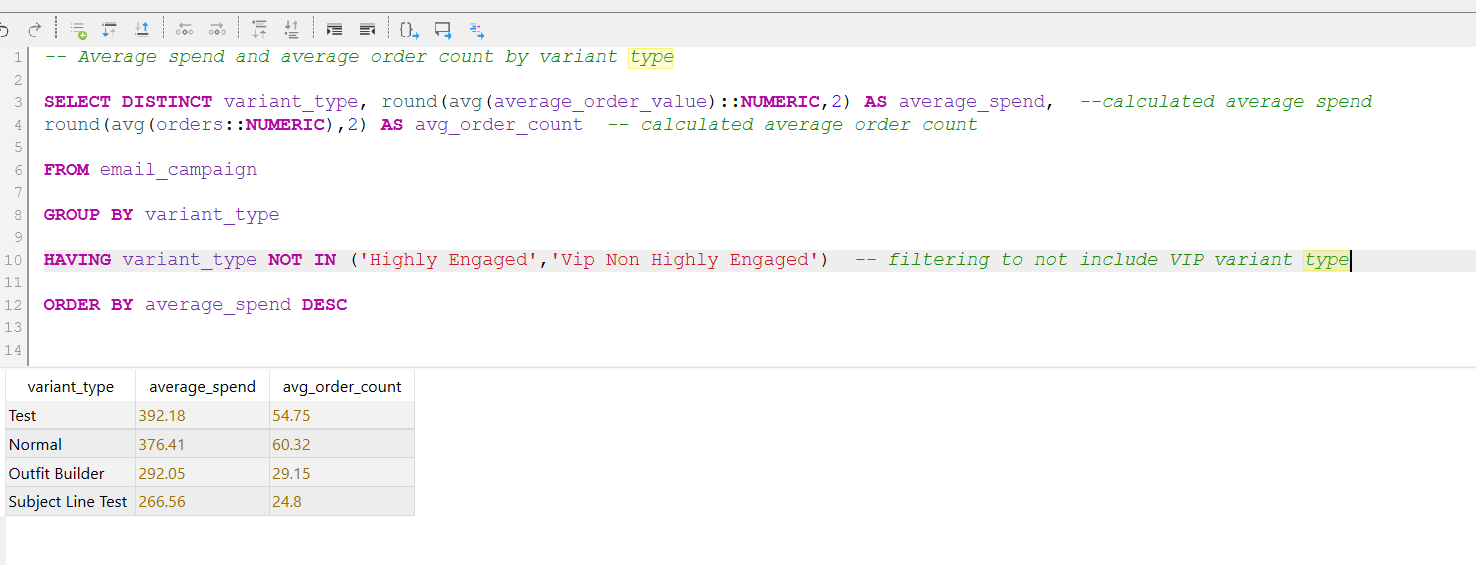 1 -- Average spend and average order count by variant type
2
3 SELECT DISTINCT variant_type, round(avg(average_order_value)::NUMERIC,2) AS average_spend, --calculated average spend
4 round(avg(orders::NUMERIC),2) AS avg_order_count -- calculated average order count
5
6 FROM email_campaign
7
8 GROUP BY variant_type
9
10 HAVING variant_type NOT IN ('Highly Engaged','Vip Non Highly Engaged') -- filtering to not include VIP variant type
11
12 ORDER BY average_spend DESC
13
14
variant_type average_spend avg_order_count
Test 392.18 54.75
Normal 376.41 60.32
Outfit Builder 292.05 29.15
Subject Line Test 266.56 24.8